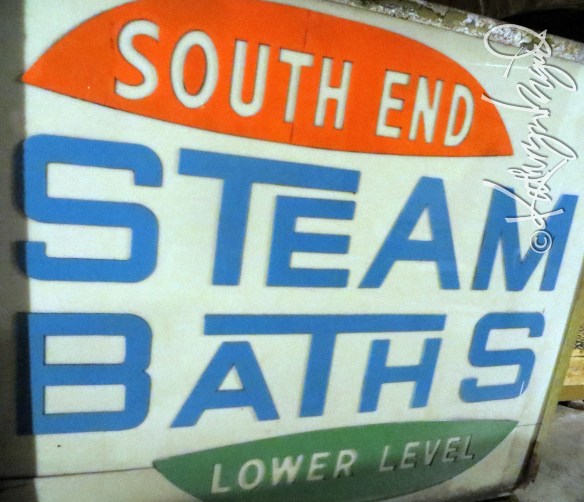 SOUTH END
STEAM
BATHS
LOWER LEVEL